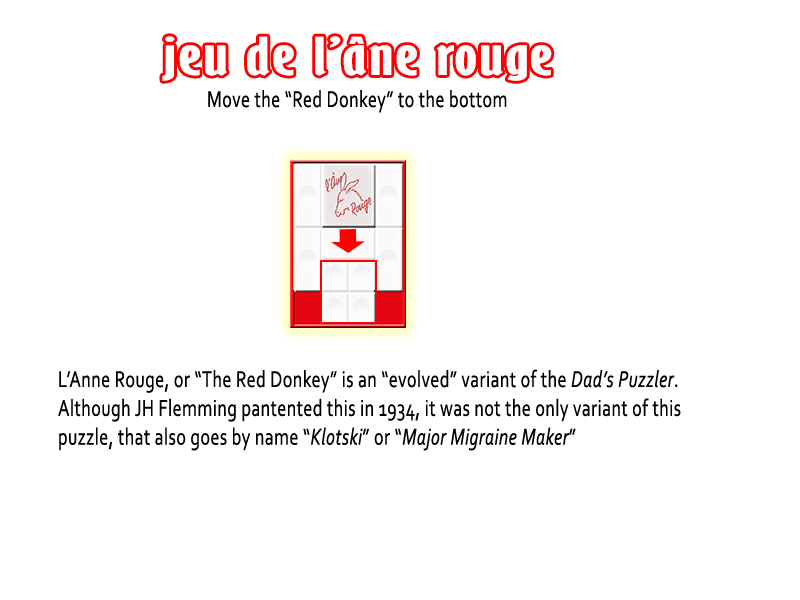 jeu de l’âne rouge
Move the “Red Donkey” to the bottom
l'Âne
Rouge
L’Anne Rouge, or “The Red Donkey” is an “evolved” variant of the Dad’s Puzzler.
Although JH Flemming pantented this in 1934, it was not the only variant of this
puzzle, that also goes by name “Klotski” or “Major Migraine Maker”